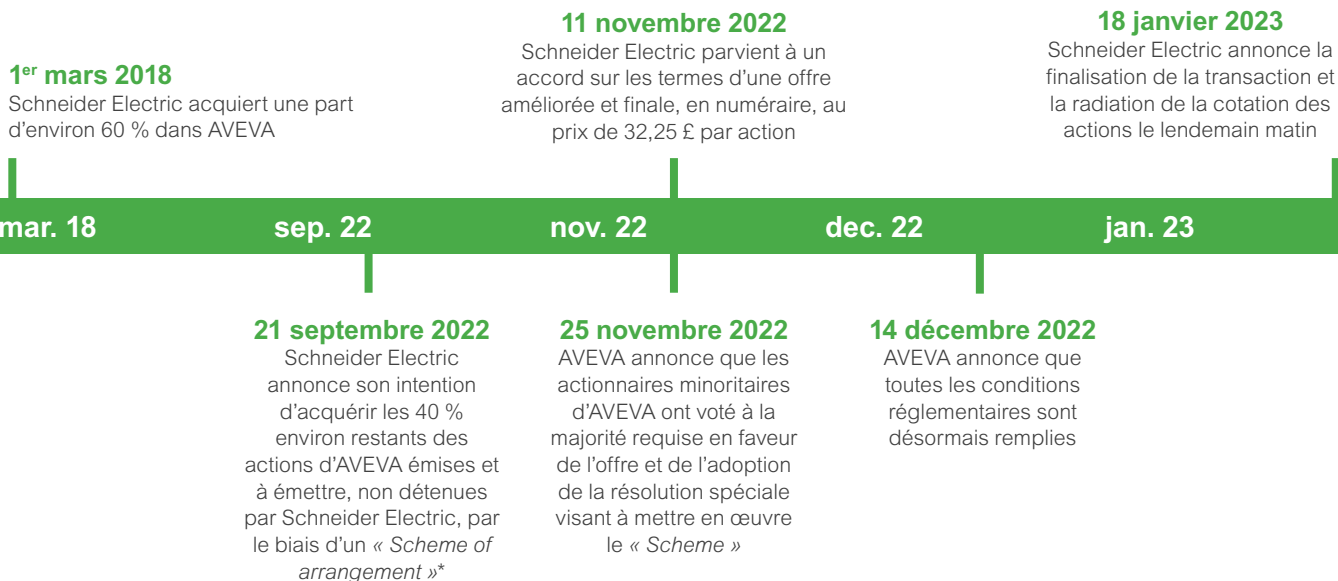 1er mars 2018
Schneider Electric acquiert une part
d'environ 60 % dans AVEVA
11 novembre 2022
Schneider Electric parvient à un
accord sur les termes d'une offre
améliorée et finale, en numéraire, au
prix de 32,25 £ par action
18 janvier 2023
Schneider Electric annonce la
finalisation de la transaction et
la radiation de la cotation des
actions le lendemain matin
mar. 18
sep. 22
nov. 22
dec. 22
jan. 23
21 septembre 2022
Schneider Electric
annonce son intention
d'acquérir les 40 %
environ restants des
actions d'AVEVA émises et
à émettre, non détenues
par Schneider Electric, par
le biais d'un « Scheme of
arrangement »*
25 novembre 2022
AVEVA annonce que les
actionnaires minoritaires
d'AVEVA ont voté à la
majorité requise en faveur
de l'offre et de l'adoption
de la résolution spéciale
visant à mettre en œuvre
le « Scheme »
14 décembre 2022
AVEVA annonce que
toutes les conditions
réglementaires sont
désormais remplies